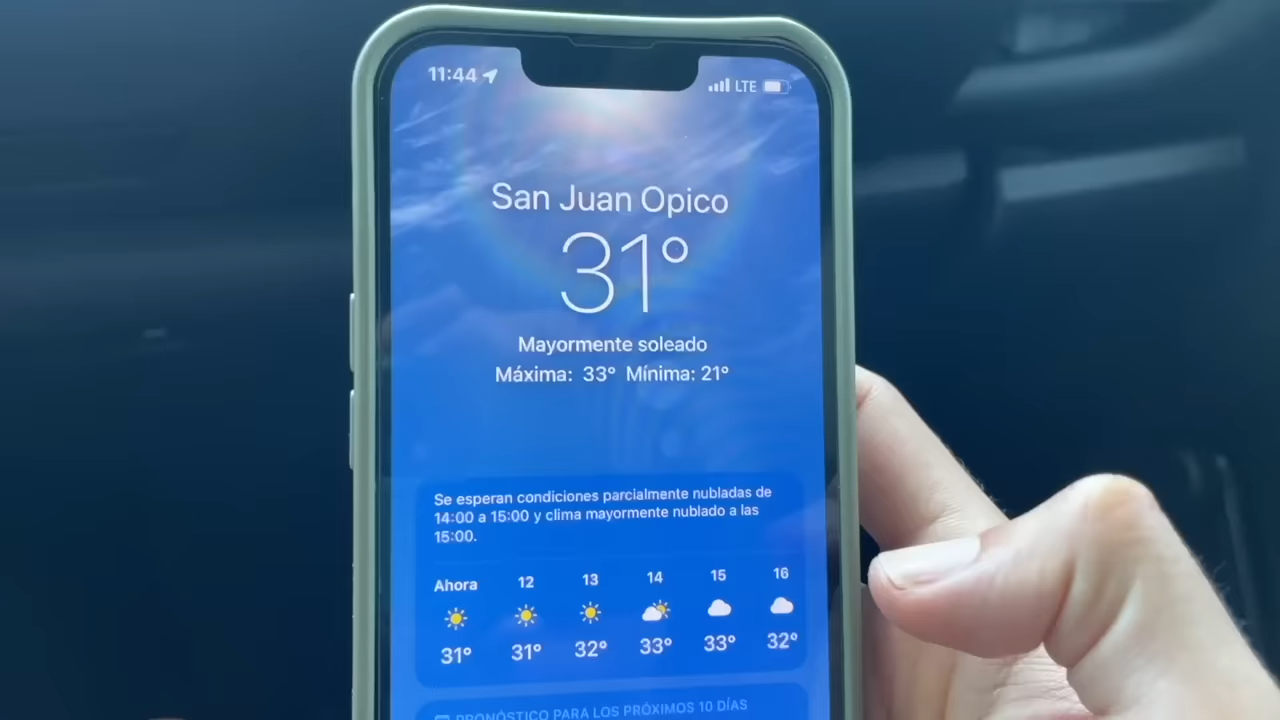 11:44 LTE
San Juan Opico
31°
Mayormente soleado
Máxima: 33° Mínima: 21°
Se esperan condiciones parcialmente nubladas de
14:00 a 15:00 y clima mayormente nublado a las
15:00.
Ahora 12 13 14 15 16
31° 31° 32° 33° 33° 32°
PRONÓSTICO PARA LOS PRÓXIMOS 10 DÍAS